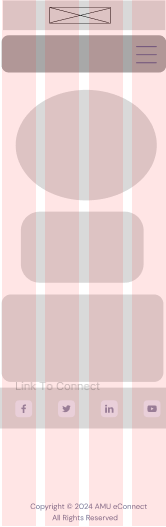 Link To Connect
Copyright © 2024 AMU eConnect
All Rights Reserved